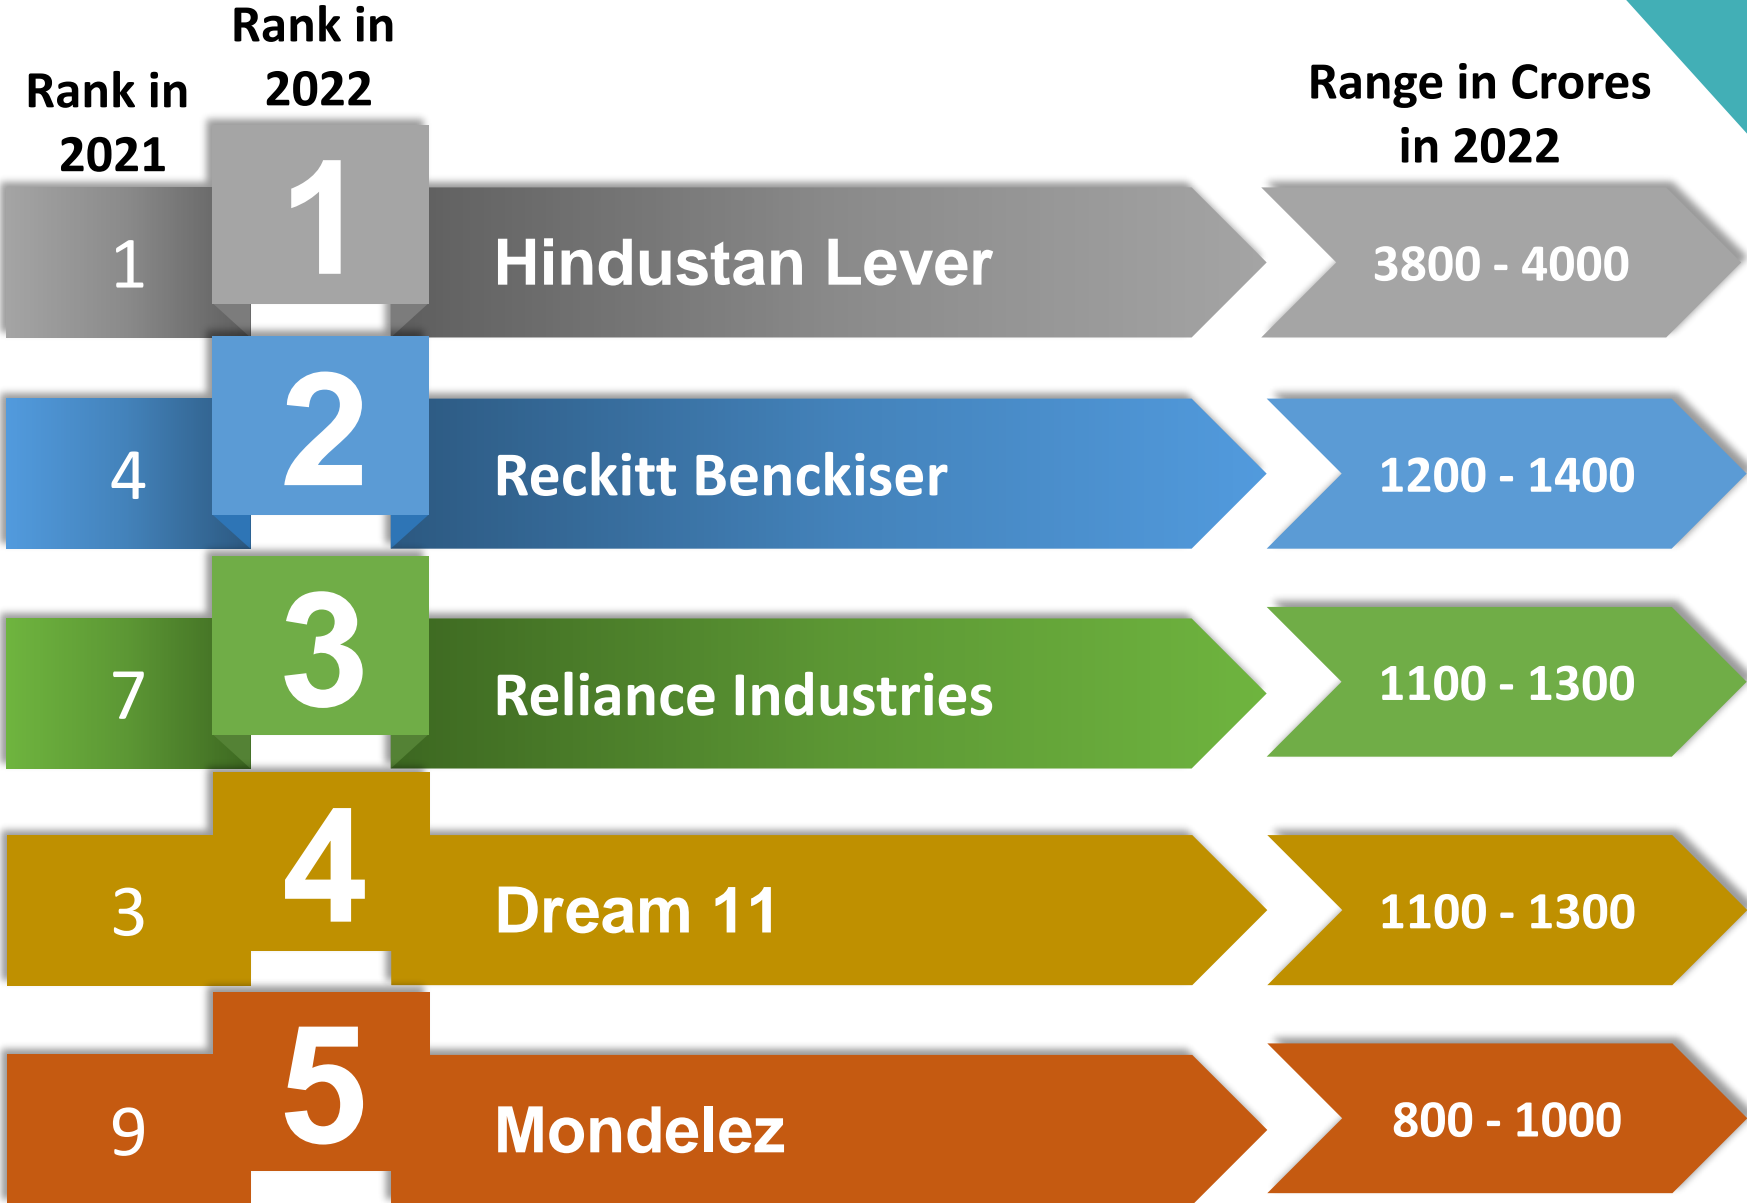 Rank in
2021
Rank in
2022
Range in Crores
in 2022
1
1
Hindustan Lever
3800 - 4000
4
2
Reckitt Benckiser
1200 - 1400
7
3
Reliance Industries
1100 - 1300
3
4
Dream 11
1100 - 1300
9
5
Mondelez
800 - 1000